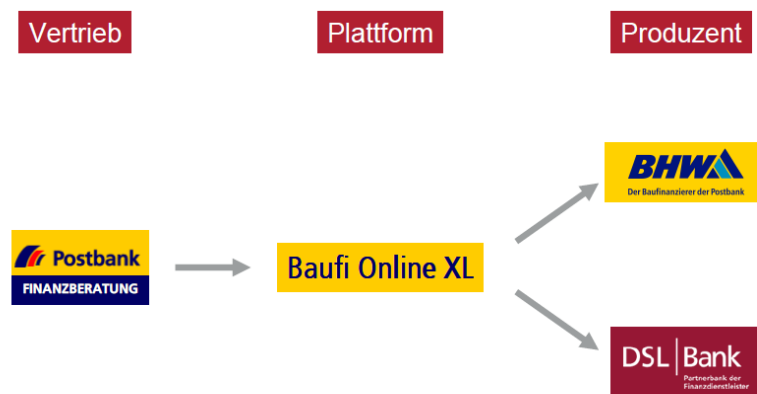 Vertrieb
Plattform
Produzent
BHW
Der Baufinanzierer der Postbank
Postbank
FINANZBERATUNG
Baufi Online XL
DSL Bank
Partnerbank der
Finanzdienstleister